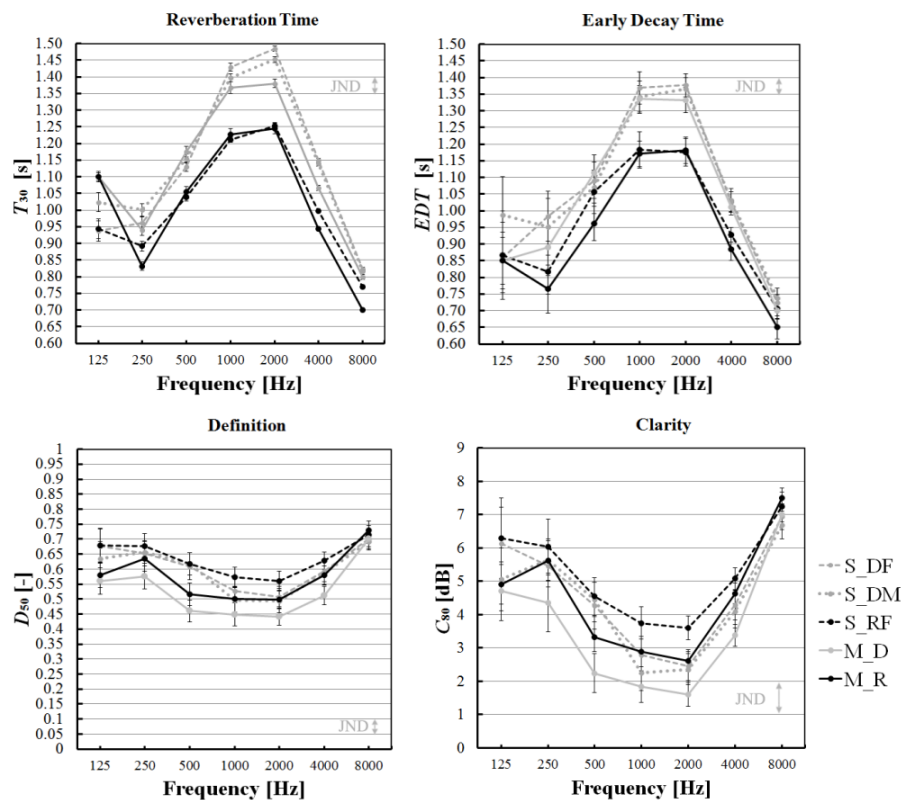 Reverberation Time
1.50
1.45
1.40
1.35
1.30
1.25
1.20
1.15
1.10
1.05
1.00
0.95
0.90
0.85
0.80
0.75
0.70
0.65
0.60
T30 [s]
JND
125 250 500 1000 2000 4000 8000
Frequency [Hz]
Early Decay Time
1.50
1.45
1.40
1.35
1.30
1.25
1.20
1.15
1.10
1.05
1.00
0.95
0.90
0.85
0.80
0.75
0.70
0.65
0.60
EDT [s]
JND
125 250 500 1000 2000 4000 8000
Frequency [Hz]
Definition
1
0.95
0.9
0.85
0.8
0.75
0.7
0.65
0.6
0.55
0.5
0.45
0.4
0.35
0.3
0.25
0.2
0.15
0.1
0.05
0
D50 [-]
JND
125 250 500 1000 2000 4000 8000
Frequency [Hz]
Clarity
9
8
7
6
5
4
3
2
1
0
C80 [dB]
JND
125 250 500 1000 2000 4000 8000
Frequency [Hz]
S_DF
S_DM
S_RF
M_D
M_R